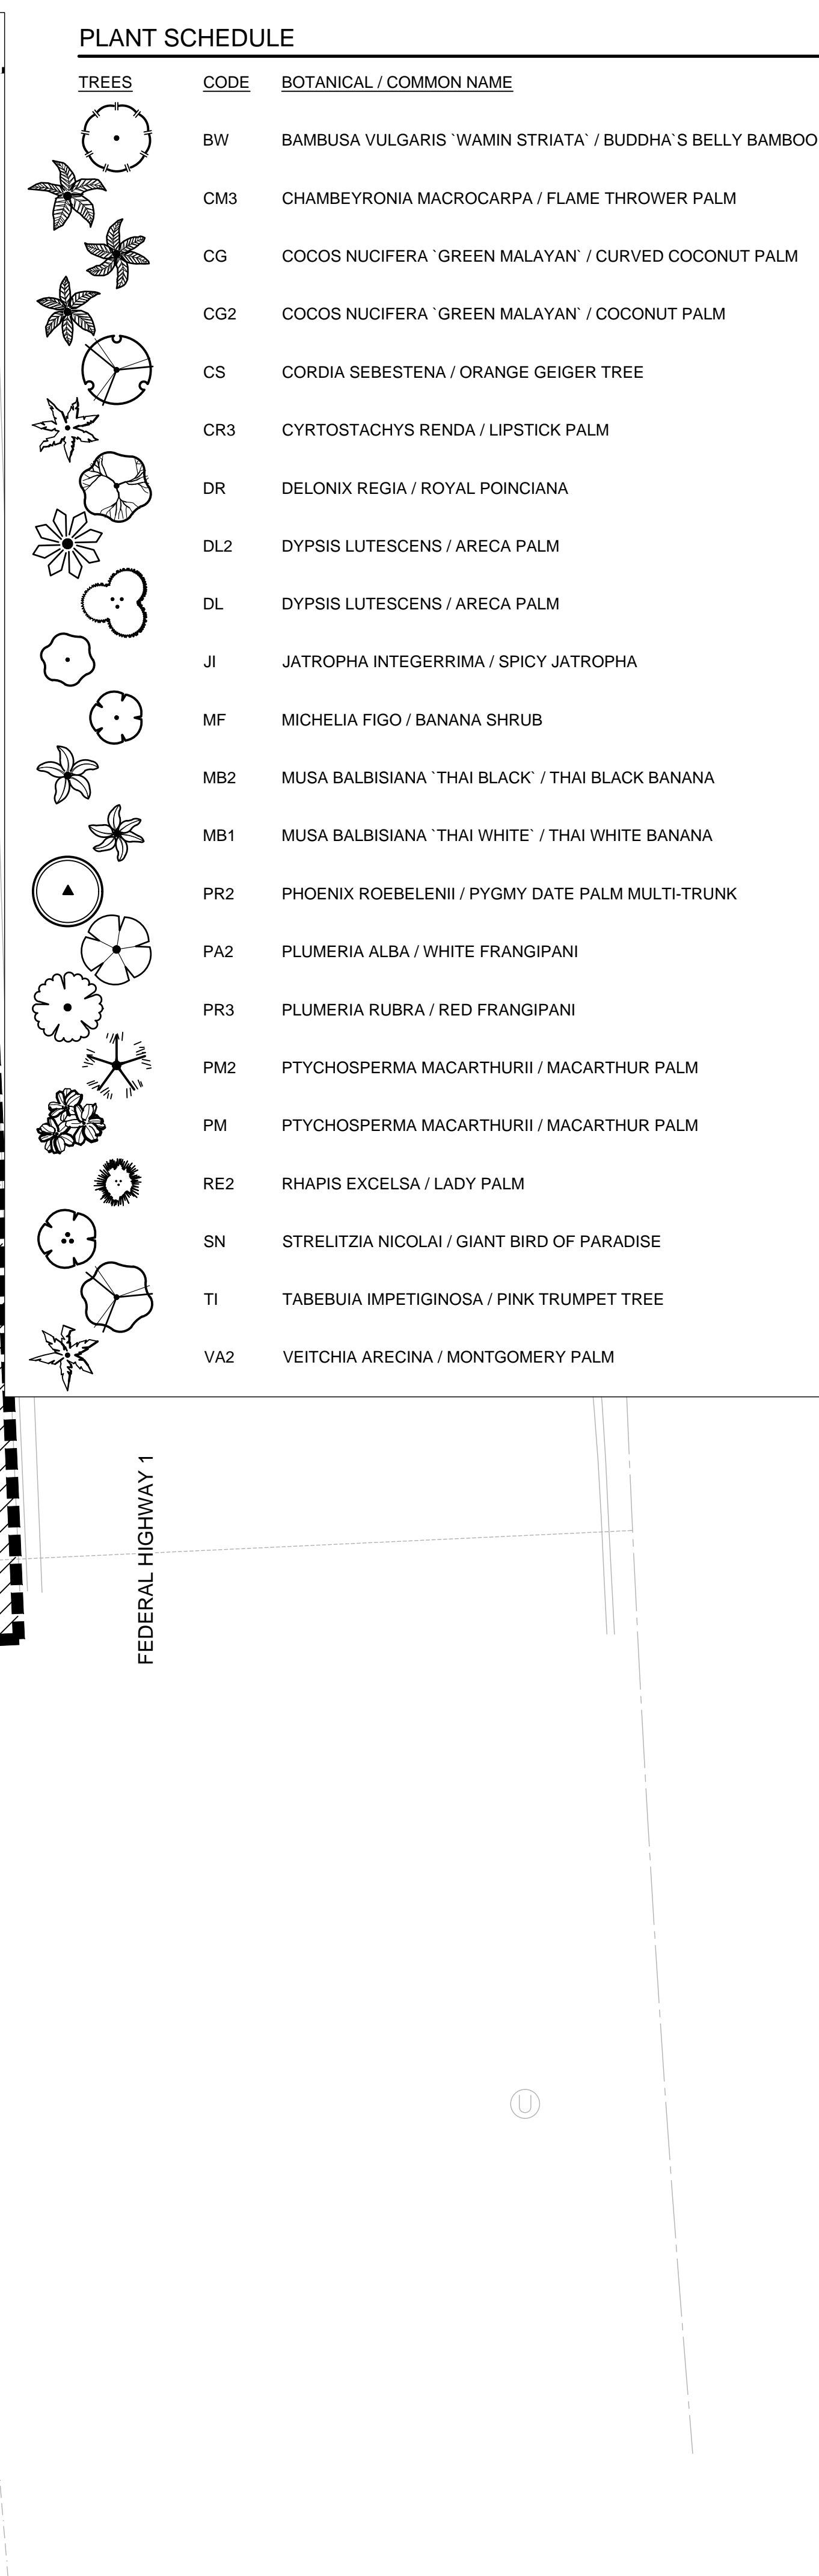 PLANT SCHEDULE
TREES CODE BOTANICAL / COMMON NAME
BW BAMBUSA VULGARIS `WAMIN STRIATA` / BUDDHA`S BELLY BAMBOO
CM3 CHAMBEYRONIA MACROCARPA / FLAME THROWER PALM
CG COCOS NUCIFERA `GREEN MALAYAN` / CURVED COCONUT PALM
CG2 COCOS NUCIFERA `GREEN MALAYAN` / COCONUT PALM
CS CORDIA SEBESTENA / ORANGE GEIGER TREE
CR3 CYRTOSTACHYS RENDA / LIPSTICK PALM
DR DELONIX REGIA / ROYAL POINCIANA
DL2 DYPSIS LUTESCENS / ARECA PALM
DL DYPSIS LUTESCENS / ARECA PALM
JI JATROPHA INTEGERRIMA / SPICY JATROPHA
MF MICHELIA FIGO / BANANA SHRUB
MB2 MUSA BALBISIANA `THAI BLACK` / THAI BLACK BANANA
MB1 MUSA BALBISIANA `THAI WHITE` / THAI WHITE BANANA
PR2 PHOENIX ROEBELENII / PYGMY DATE PALM MULTI-TRUNK
PA2 PLUMERIA ALBA / WHITE FRANGIPANI
PR3 PLUMERIA RUBRA / RED FRANGIPANI
PM2 PTYCHOSPERMA MACARTHURII / MACARTHUR PALM
PM PTYCHOSPERMA MACARTHURII / MACARTHUR PALM
RE2 RHAPIS EXCELSA / LADY PALM
SN STRELITZIA NICOLAI / GIANT BIRD OF PARADISE
TI TABEBUIA IMPETIGINOSA / PINK TRUMPET TREE
VA2 VEITCHIA ARECINA / MONTGOMERY PALM
FEDERAL HIGHWAY 1
U